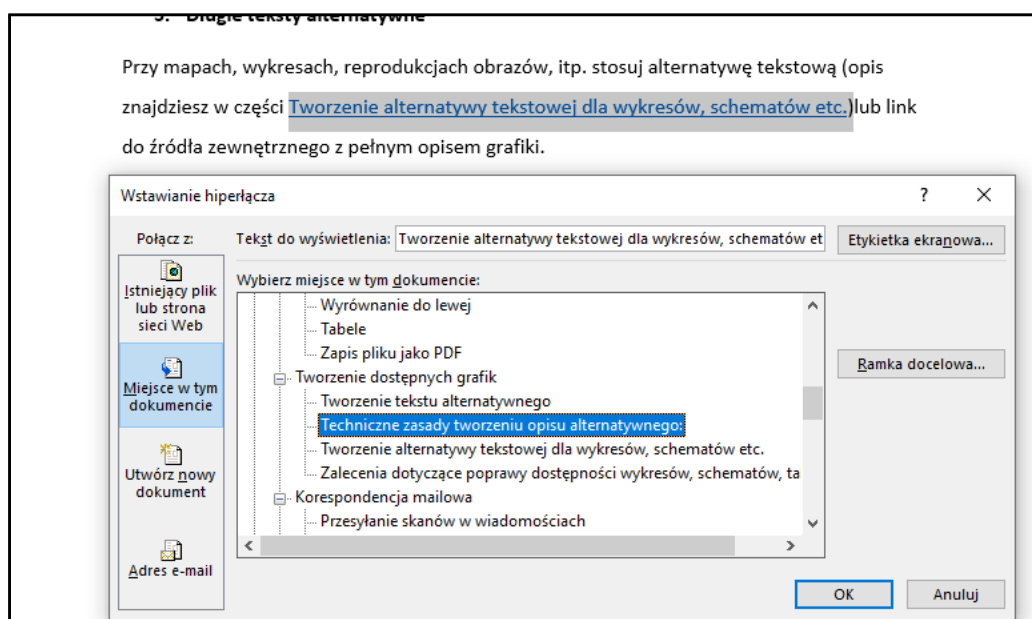 5. Długie teksty alternatywne
Przy mapach, wykresach, reprodukcjach obrazów, itp. stosuj alternatywę tekstową (opis
znajdziesz w części Tworzenie alternatywy tekstowej dla wykresów, schematów etc.)lub link
do źródła zewnętrznego z pełnym opisem grafiki.
Wstawianie hiperłącza
?
Połącz z:
Tekst do wyświetlenia: Tworzenie alternatywy tekstowej dla wykresów, schematów et
Etykietka ekranowa...
Istniejący plik
lub strona
sieci Web
Miejsce w tym
dokumencie
Utwórz nowy
dokument
Adres e-mail
Wybierz miejsce w tym dokumencie:
Wyrównanie do lewej
Tabele
Zapis pliku jako PDF
Tworzenie dostępnych grafik
Tworzenie tekstu alternatywnego
Techniczne zasady tworzeniu opisu alternatywnego:
Tworzenie alternatywy tekstowej dla wykresów, schematów etc.
Zalecenia dotyczące poprawy dostępności wykresów, schematów, ta
Korespondencja mailowa
Przesyłanie skanów w wiadomościach
Ramka docelowa...
OK
Anuluj